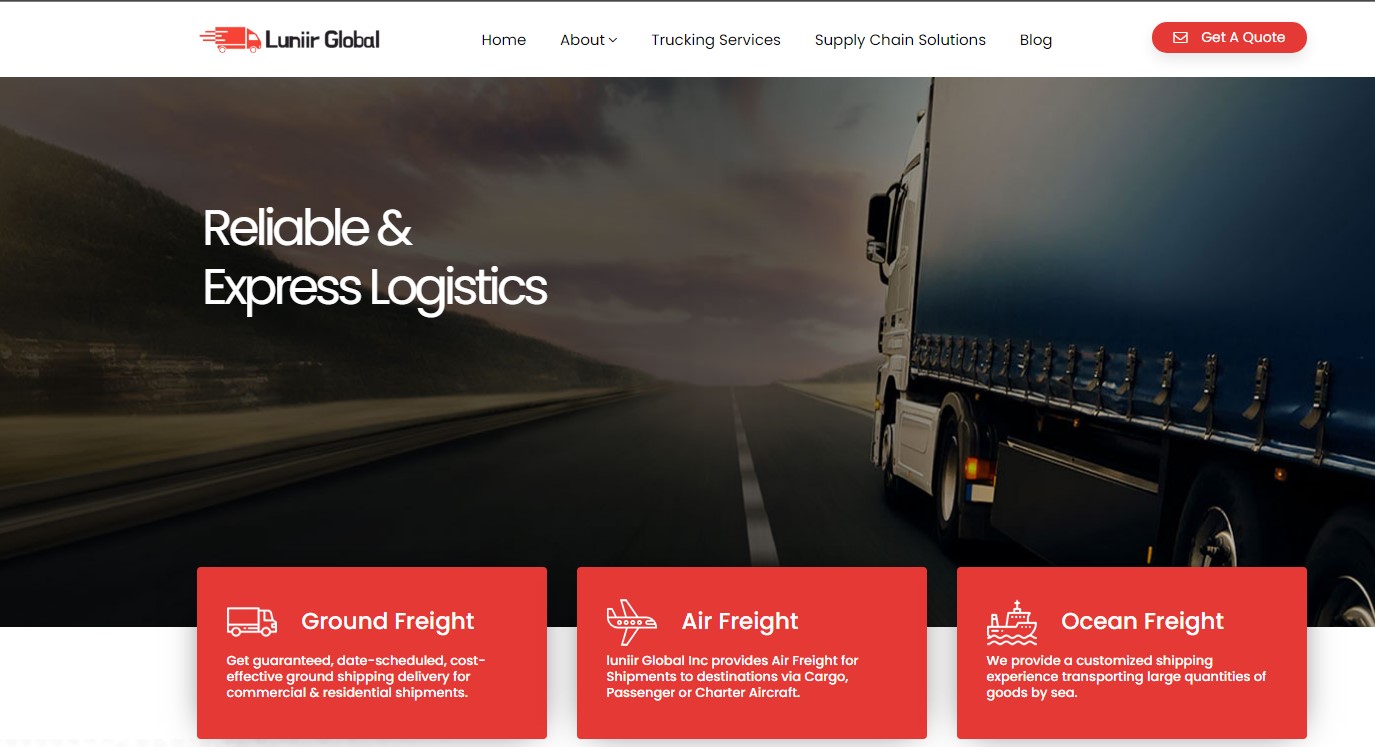 Luniir Global
Home
About
Trucking Services
Supply Chain Solutions
Blog
Get A Quote
Reliable &
Express Logistics
Ground Freight
Get guaranteed, date-scheduled, cost-
effective ground shipping delivery for
commercial & residential shipments.
Air Freight
luniir Global Inc provides Air Freight for
Shipments to destinations via Cargo,
Passenger or Charter Aircraft.
Ocean Freight
We provide a customized shipping
experience transporting large quantities of
goods by sea.